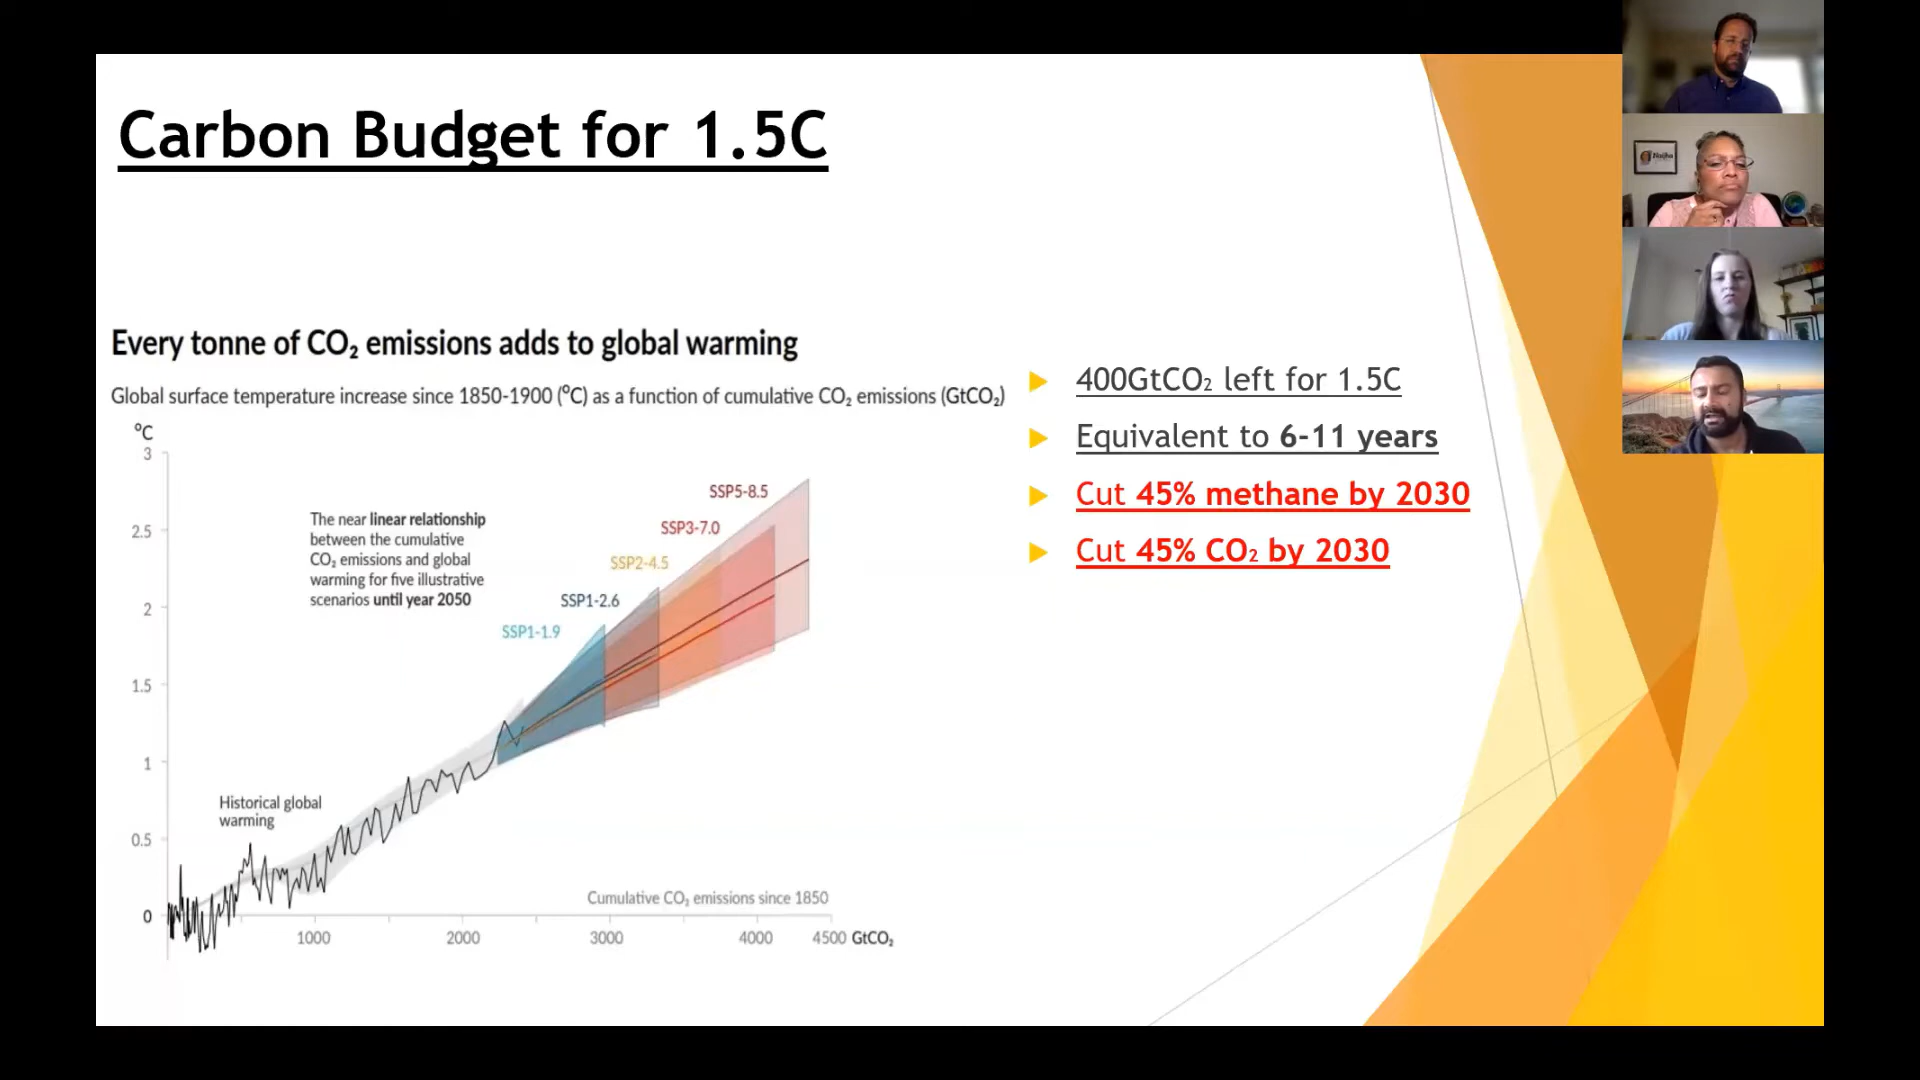 Carbon Budget for 1.5C
Every tonne of CO₂ emissions adds to global warming
Global surface temperature increase since 1850-1900 (°C) as a function of cumulative CO₂ emissions (GtCO₂)
°C
3
2.5
2
1.5
1
0.5
0
The near linear relationship
between the cumulative
CO₂ emissions and global
warming for five illustrative
scenarios until year 2050
SSP5-8.5
SSP3-7.0
SSP2-4.5
SSP1-2.6
SSP1-1.9
Historical global
warming
Cumulative CO₂ emissions since 1850
1000 2000 3000 4000 4500 GtCO₂
400GtCO₂ left for 1.5C
Equivalent to 6-11 years
Cut 45% methane by 2030
Cut 45% CO₂ by 2030